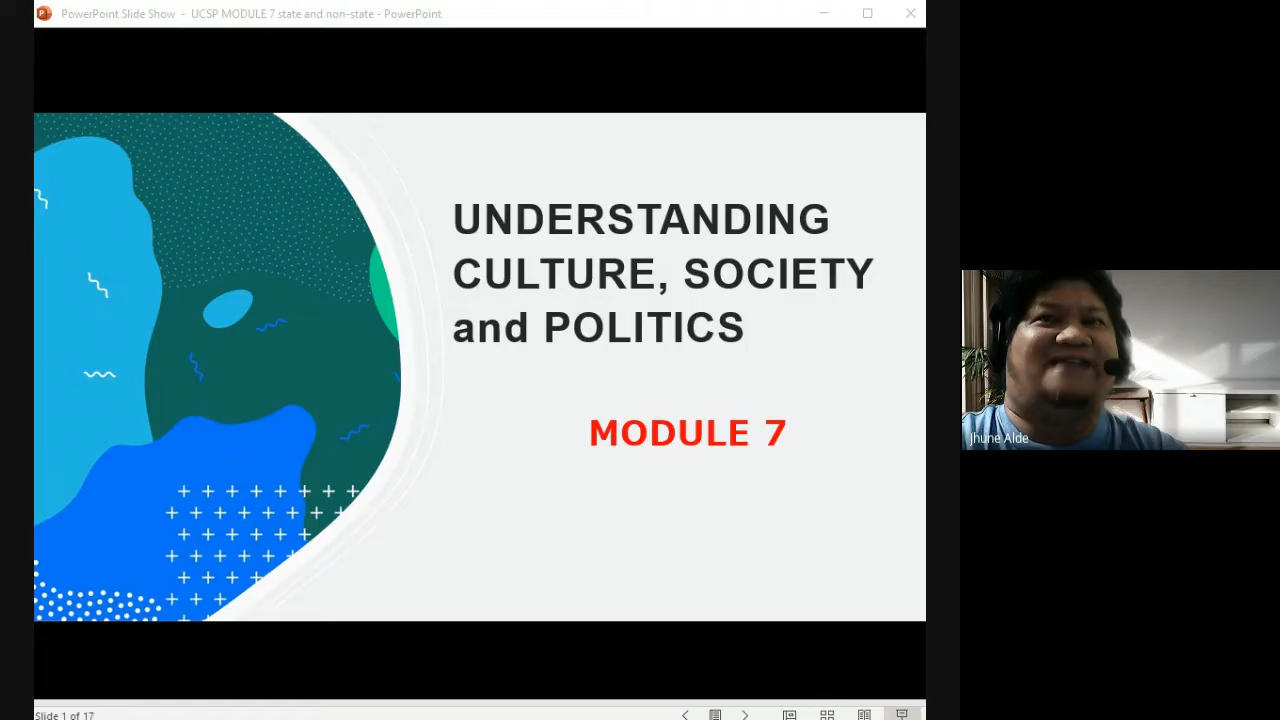 PowerPoint Slide Show - UCSP MODULE 7 state and non-state - PowerPoint
UNDERSTANDING
CULTURE, SOCIETY
and POLITICS
MODULE 7
Jhune Alde
Slide 1 of 17